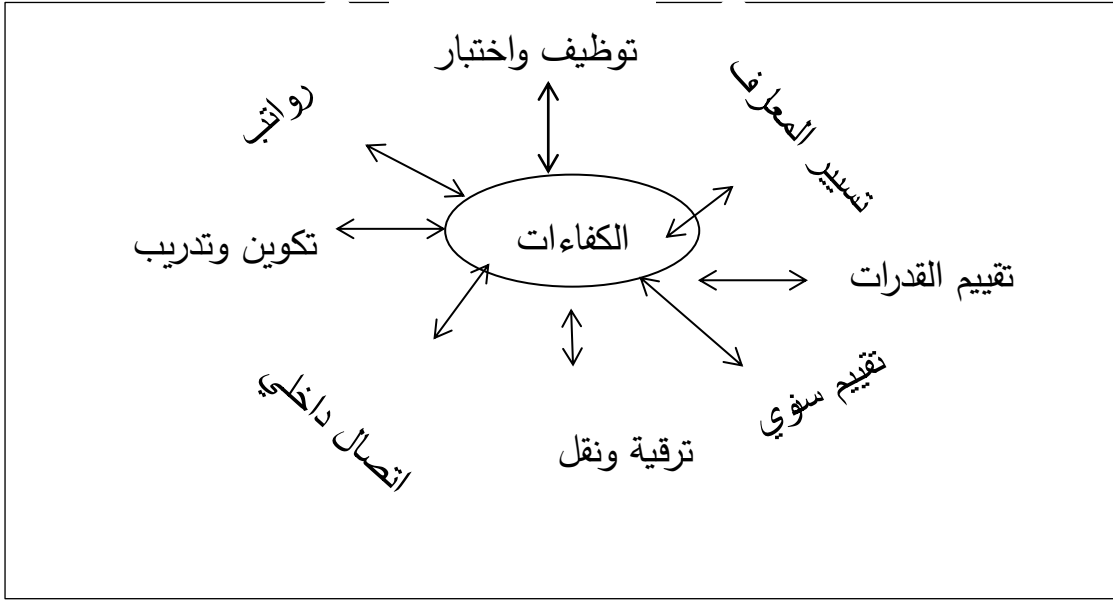 توظيف واختبار
تسيير المعارف
رواتب
الكفاءات
تكوين وتدريب
تقييم القدرات
تقييم سنوي
اتصال داخلي
ترقية ونقل